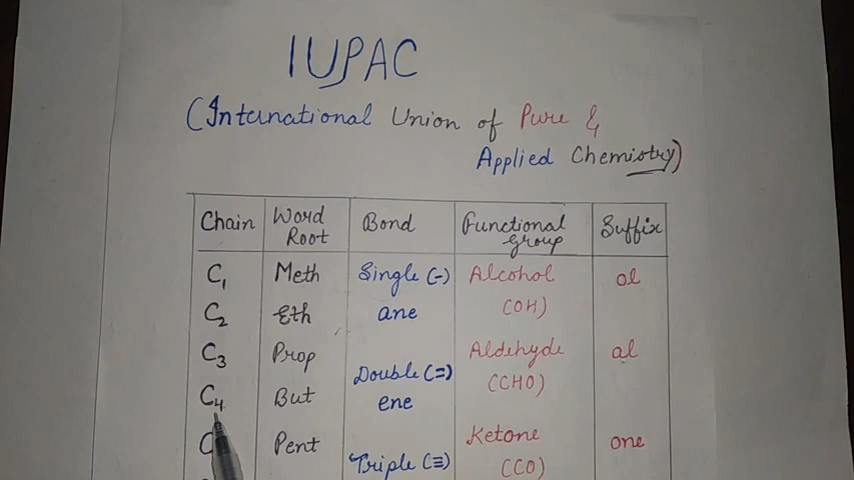 IUPAC
(International Union of Pure &
Applied Chemistry)
Chain Word Root Bond Functional group Suffix
C₁ Meth Single (-) Alcohol ol
C₂ Eth ane (OH)
C₃ Prop Aldehyde al
Double (=) (CHO)
C₄ But ene
C Pent Ketone one
Triple (≡) (CO)